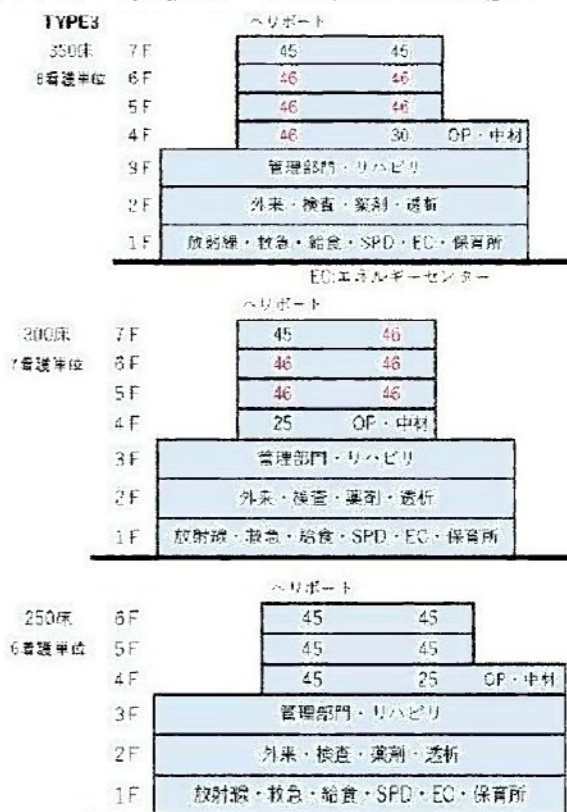 TYPE3 ヘリポート
350床 7F 45 45
8看護単位 6F 46 46
5F 46 46
4F 46 30 OP・中材
3F 管理部門・リハビリ
2F 外来・検査・薬剤・透析
1F 放射線・救急・給食・SPD・EC・保育所
EC:エネルギーセンター
ヘリポート
300床 7F 45 46
7看護単位 6F 46 46
5F 46 46
4F 25 OP・中材
3F 管理部門・リハビリ
2F 外来・検査・薬剤・透析
1F 放射線・救急・給食・SPD・EC・保育所
ヘリポート
250床 6F 45 45
6看護単位 5F 45 45
4F 45 25 OP・中材
3F 管理部門・リハビリ
2F 外来・検査・薬剤・透析
1F 放射線・救急・給食・SPD・EC・保育所